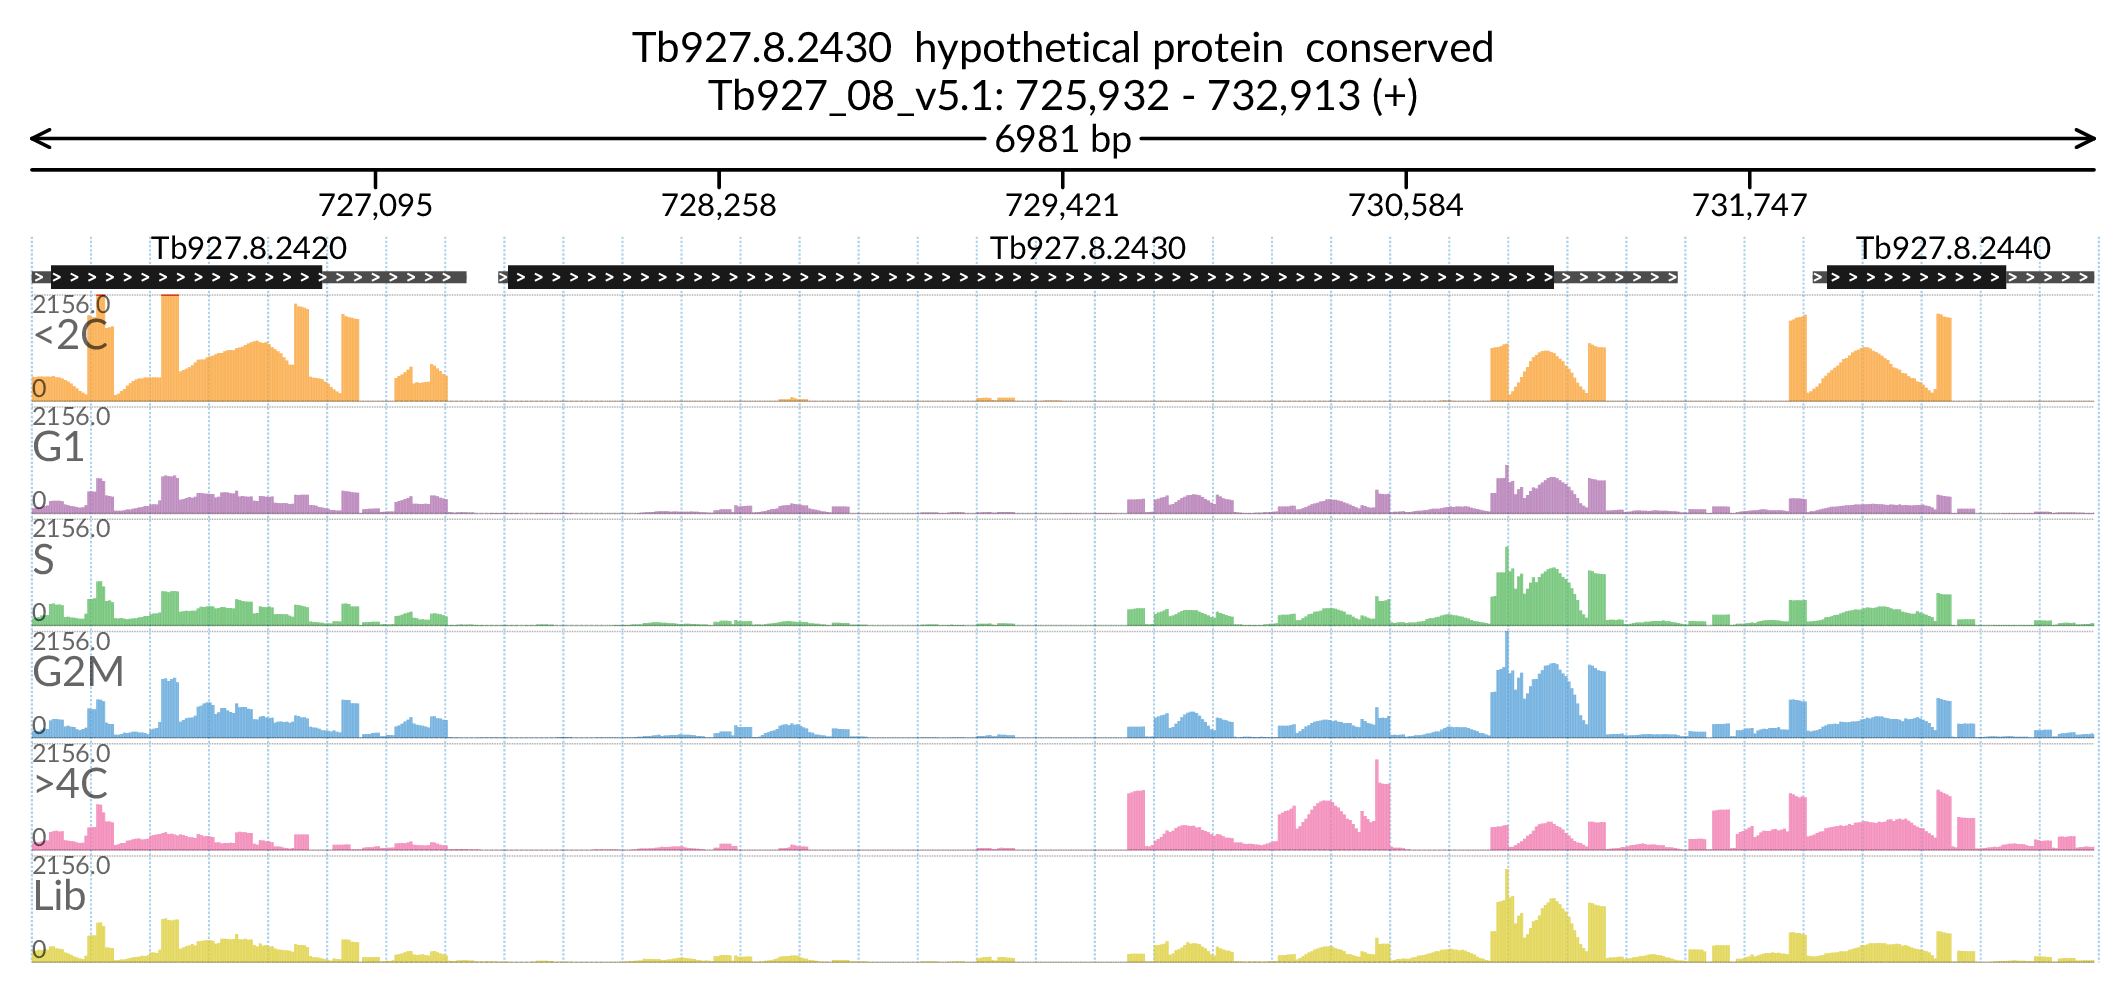 Tb927.8.2430  hypothetical protein  conserved
Tb927_08_v5.1: 725,932 - 732,913 (+)
6981 bp
727,095 728,258 729,421 730,584 731,747
Tb927.8.2420 Tb927.8.2430 Tb927.8.2440
2156.0
<2C
0
2156.0
G1
0
2156.0
S
0
2156.0
G2M
0
2156.0
>4C
0
2156.0
Lib
0